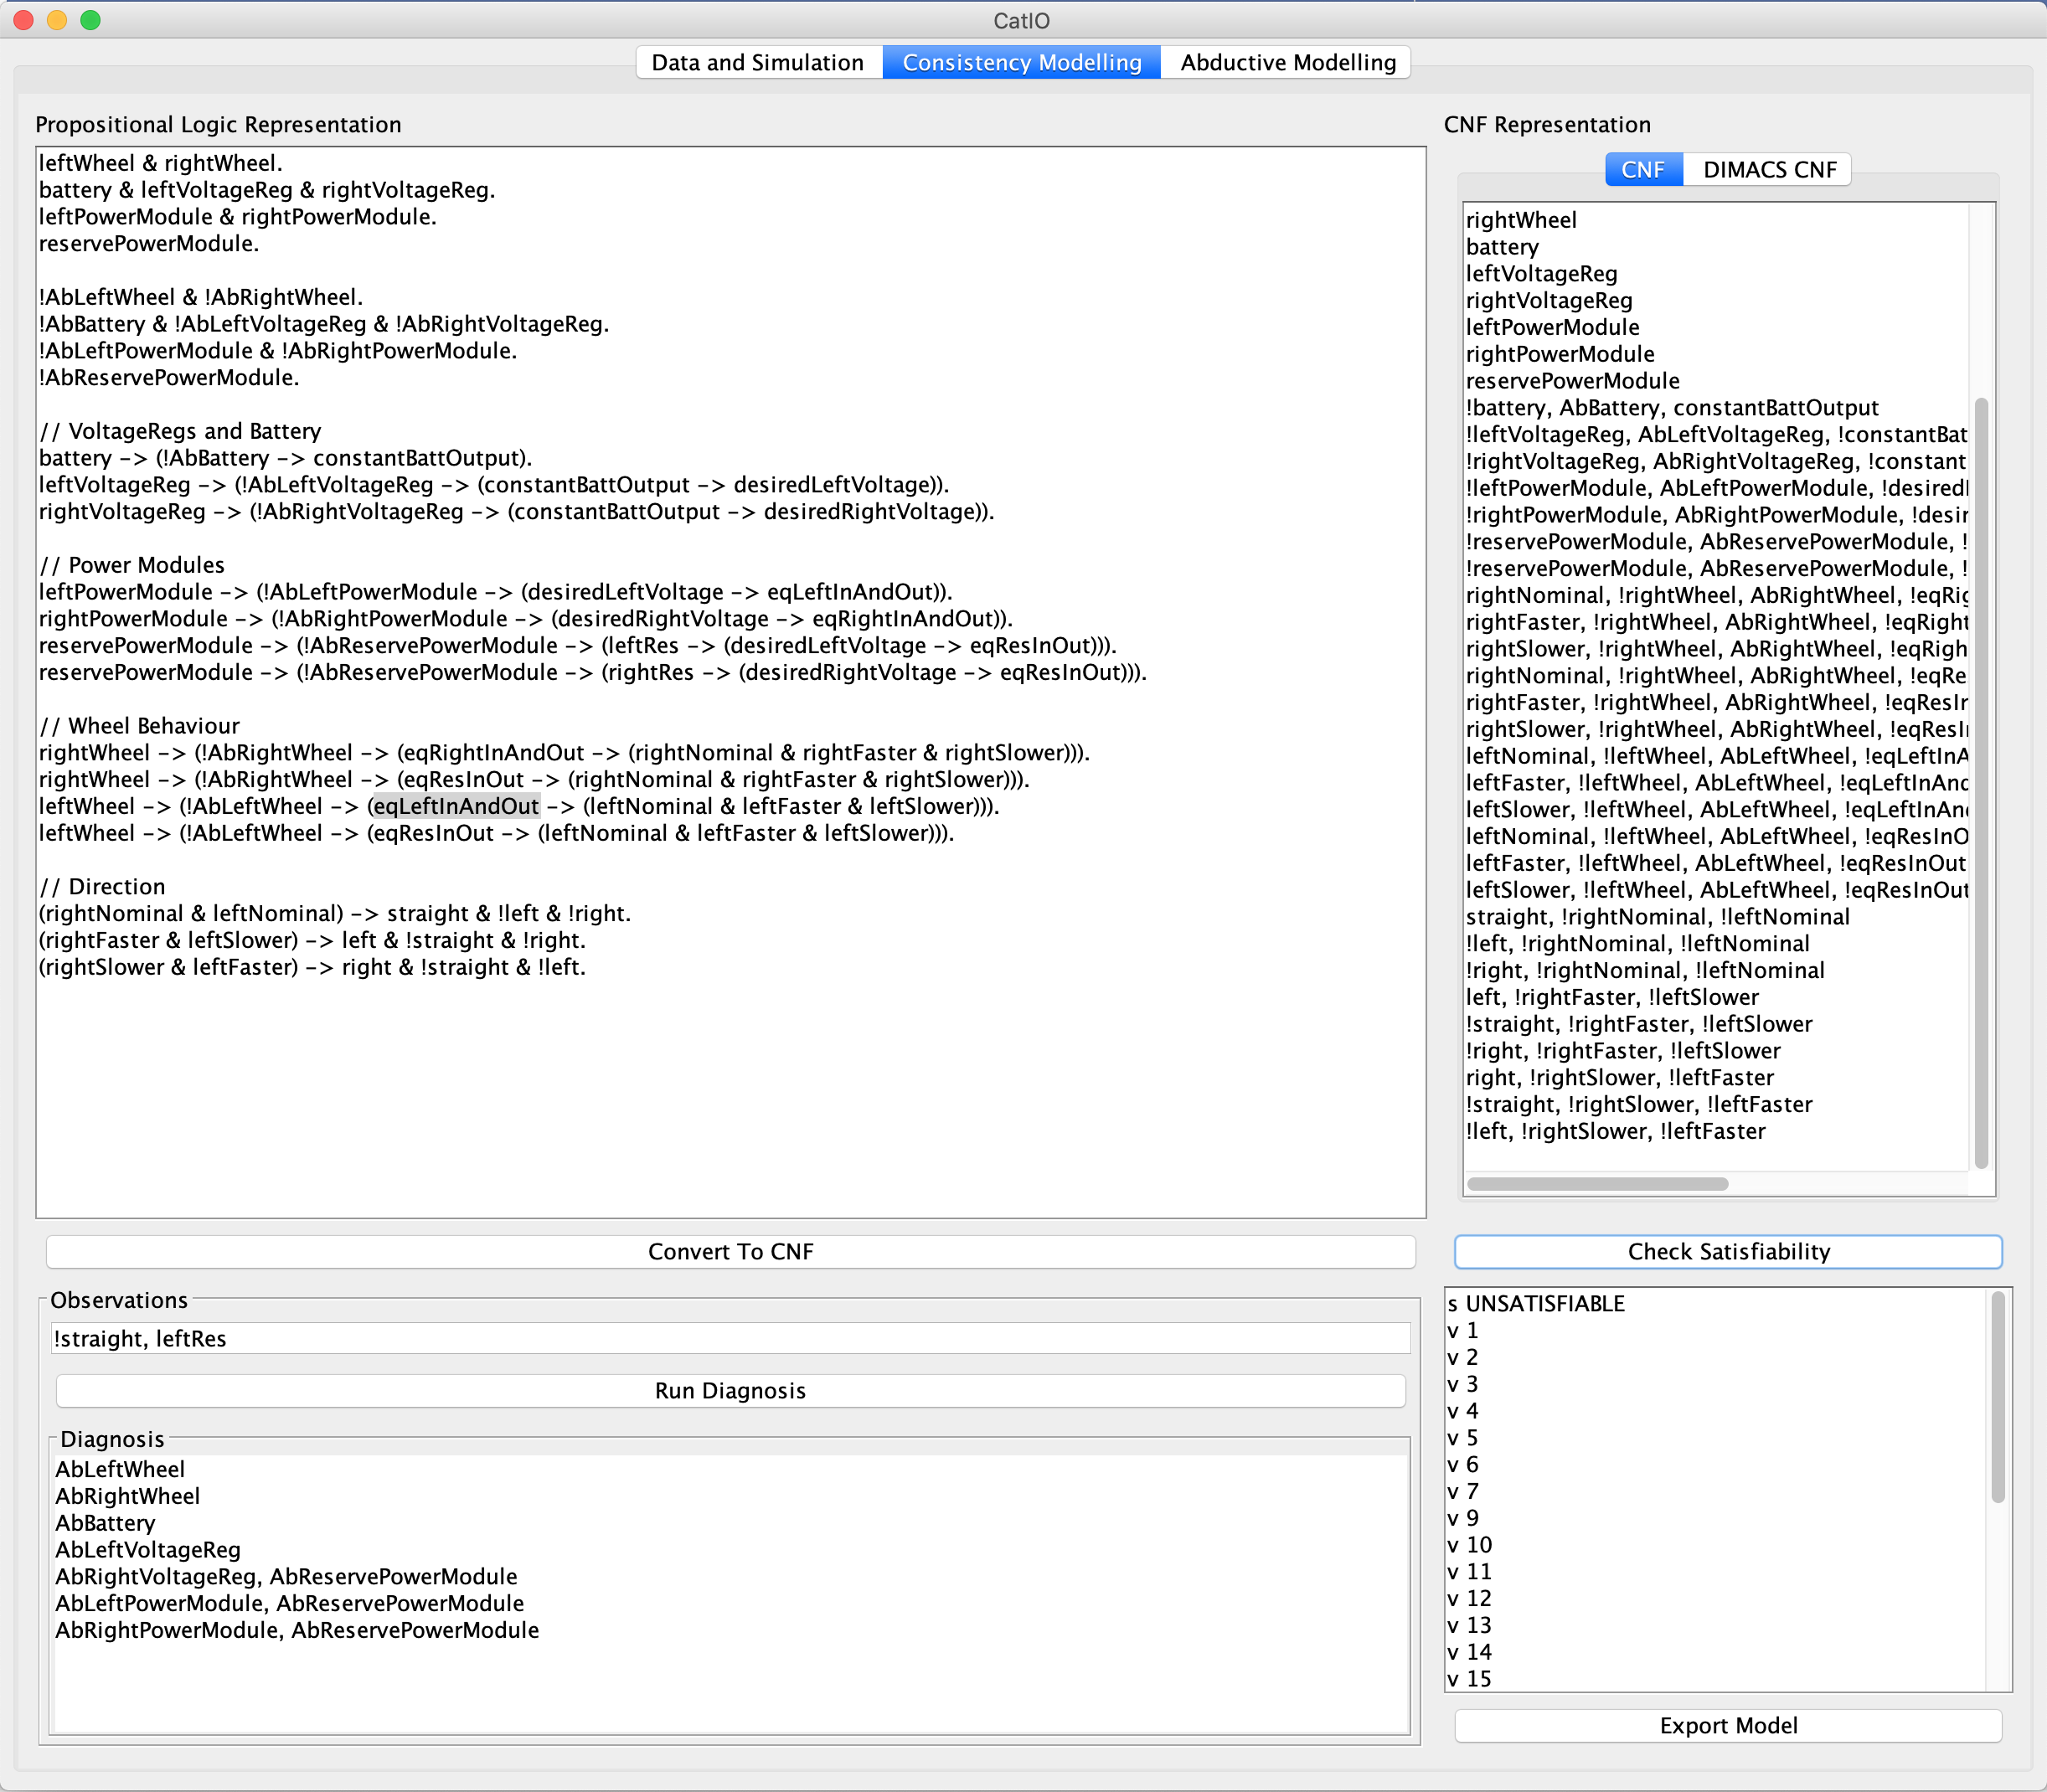 CatIO
Data and Simulation
Consistency Modelling
Abductive Modelling
Propositional Logic Representation
leftWheel & rightWheel.
battery & leftVoltageReg & rightVoltageReg.
leftPowerModule & rightPowerModule.
reservePowerModule.
!AbLeftWheel & !AbRightWheel.
!AbBattery & !AbLeftVoltageReg & !AbRightVoltageReg.
!AbLeftPowerModule & !AbRightPowerModule.
!AbReservePowerModule.
// VoltageRegs and Battery
battery -> (!AbBattery -> constantBattOutput).
leftVoltageReg -> (!AbLeftVoltageReg -> (constantBattOutput -> desiredLeftVoltage)).
rightVoltageReg -> (!AbRightVoltageReg -> (constantBattOutput -> desiredRightVoltage)).
// Power Modules
leftPowerModule -> (!AbLeftPowerModule -> (desiredLeftVoltage -> eqLeftInAndOut)).
rightPowerModule -> (!AbRightPowerModule -> (desiredRightVoltage -> eqRightInAndOut)).
reservePowerModule -> (!AbReservePowerModule -> (leftRes -> (desiredLeftVoltage -> eqResInOut))).
reservePowerModule -> (!AbReservePowerModule -> (rightRes -> (desiredRightVoltage -> eqResInOut))).
// Wheel Behaviour
rightWheel -> (!AbRightWheel -> (eqRightInAndOut -> (rightNominal & rightFaster & rightSlower))).
rightWheel -> (!AbRightWheel -> (eqResInOut -> (rightNominal & rightFaster & rightSlower))).
leftWheel -> (!AbLeftWheel -> (eqLeftInAndOut -> (leftNominal & leftFaster & leftSlower))).
leftWheel -> (!AbLeftWheel -> (eqResInOut -> (leftNominal & leftFaster & leftSlower))).
// Direction
(rightNominal & leftNominal) -> straight & !left & !right.
(rightFaster & leftSlower) -> left & !straight & !right.
(rightSlower & leftFaster) -> right & !straight & !left.
Convert To CNF
Observations
!straight, leftRes
Run Diagnosis
Diagnosis
AbLeftWheel
AbRightWheel
AbBattery
AbLeftVoltageReg
AbRightVoltageReg, AbReservePowerModule
AbLeftPowerModule, AbReservePowerModule
AbRightPowerModule, AbReservePowerModule
CNF Representation
CNF
DIMACS CNF
rightWheel
battery
leftVoltageReg
rightVoltageReg
leftPowerModule
rightPowerModule
reservePowerModule
!battery, AbBattery, constantBattOutput
!leftVoltageReg, AbLeftVoltageReg, !constantBat
!rightVoltageReg, AbRightVoltageReg, !constant
!leftPowerModule, AbLeftPowerModule, !desired
!rightPowerModule, AbRightPowerModule, !desir
!reservePowerModule, AbReservePowerModule, !
!reservePowerModule, AbReservePowerModule, !
rightNominal, !rightWheel, AbRightWheel, !eqRig
rightFaster, !rightWheel, AbRightWheel, !eqRight
rightSlower, !rightWheel, AbRightWheel, !eqRigh
rightNominal, !rightWheel, AbRightWheel, !eqRe
rightFaster, !rightWheel, AbRightWheel, !eqResIn
rightSlower, !rightWheel, AbRightWheel, !eqResI
leftNominal, !leftWheel, AbLeftWheel, !eqLeftInA
leftFaster, !leftWheel, AbLeftWheel, !eqLeftInAnd
leftSlower, !leftWheel, AbLeftWheel, !eqLeftInAn
leftNominal, !leftWheel, AbLeftWheel, !eqResInO
leftFaster, !leftWheel, AbLeftWheel, !eqResInOut
leftSlower, !leftWheel, AbLeftWheel, !eqResInOut
straight, !rightNominal, !leftNominal
!left, !rightNominal, !leftNominal
!right, !rightNominal, !leftNominal
left, !rightFaster, !leftSlower
!straight, !rightFaster, !leftSlower
!right, !rightFaster, !leftSlower
right, !rightSlower, !leftFaster
!straight, !rightSlower, !leftFaster
!left, !rightSlower, !leftFaster
Check Satisfiability
s UNSATISFIABLE
v 1
v 2
v 3
v 4
v 5
v 6
v 7
v 9
v 10
v 11
v 12
v 13
v 14
v 15
Export Model